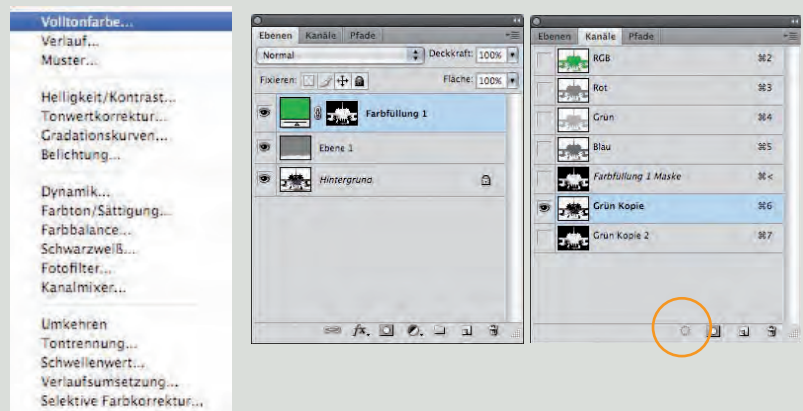 Volltonfarbe...
Verlauf...
Muster...
Helligkeit/Kontrast...
Tonwertkorrektur...
Gradationskurven...
Belichtung...
Dynamik...
Farbton/Sättigung...
Farbbalance...
Schwarzweiß...
Fotofilter...
Kanalmixer...
Umkehren
Tontrennung...
Schwellenwert...
Verlaufsumsetzung...
Selektive Farbkorrektur...
Ebenen Kanäle Pfade
Normal Deckkraft: 100%
Fixieren: Fläche: 100%
Farbfüllung 1
Ebene 1
Hintergrund
fx.
Ebenen Kanäle Pfade
RGB ⌘2
Rot ⌘3
Grün ⌘4
Blau ⌘5
Farbfüllung 1 Maske ⌘<
Grün Kopie ⌘6
Grün Kopie 2 ⌘7